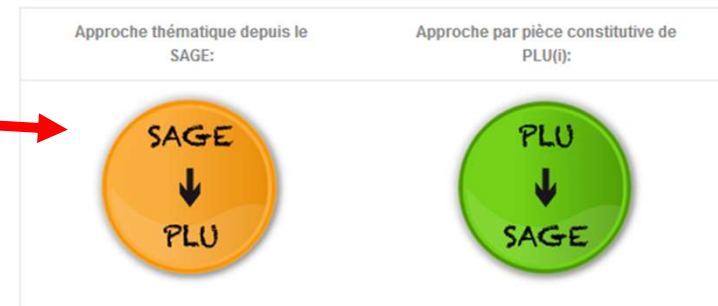 Approche thématique depuis le
SAGE:
Approche par pièce constitutive de
PLU(i):
SAGE
PLU
PLU
SAGE